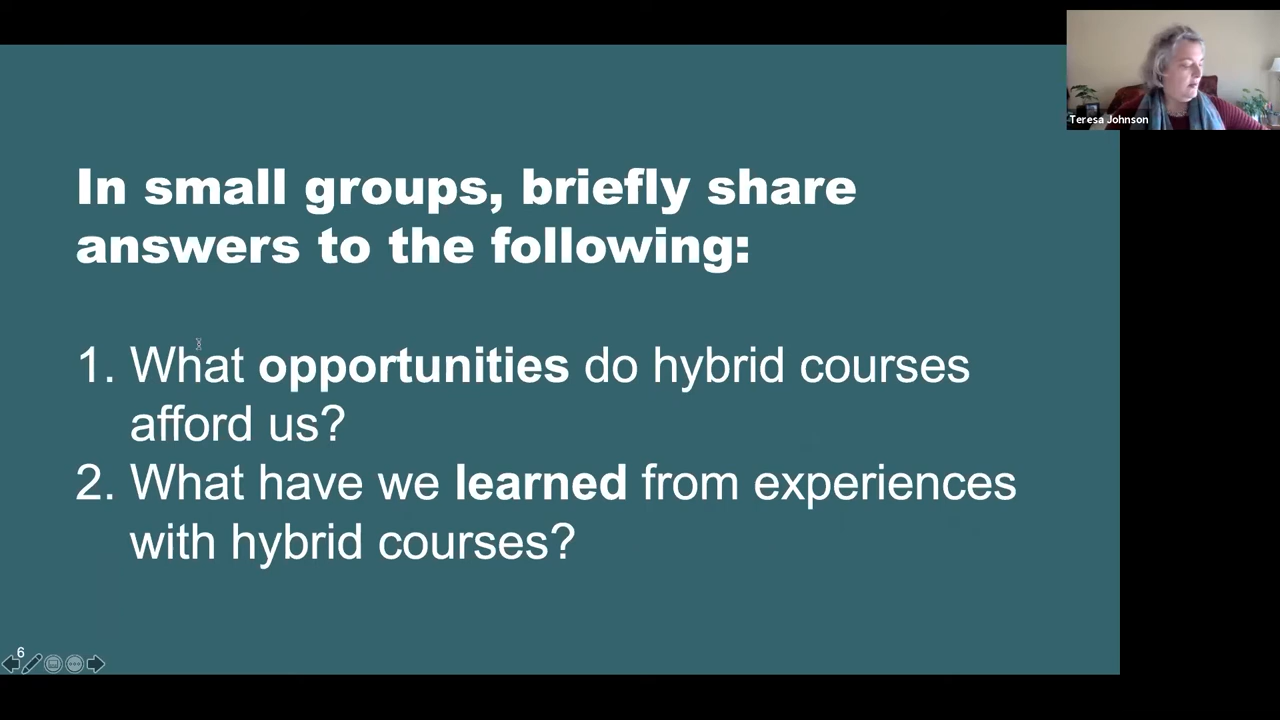 Teresa Johnson
In small groups, briefly share
answers to the following:
1. What opportunities do hybrid courses
afford us?
2. What have we learned from experiences
with hybrid courses?
6